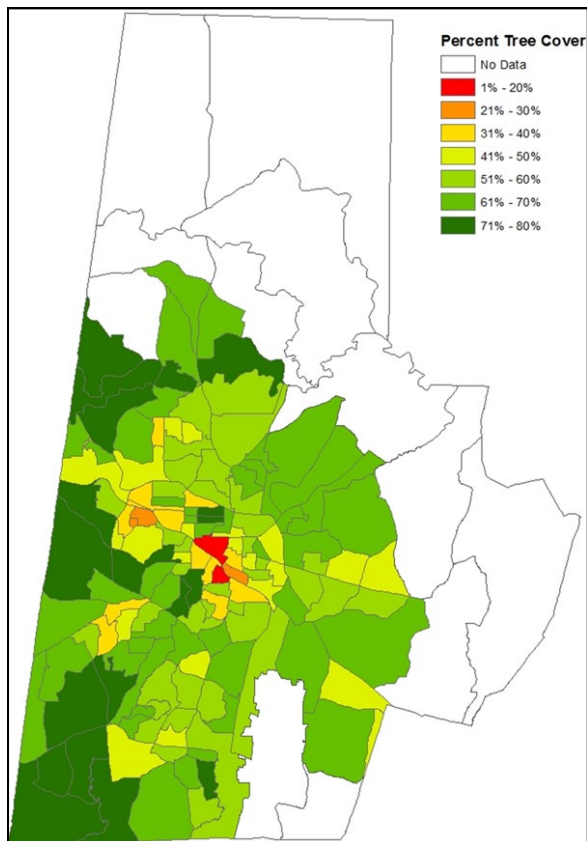 Percent Tree Cover
No Data
1% - 20%
21% - 30%
31% - 40%
41% - 50%
51% - 60%
61% - 70%
71% - 80%